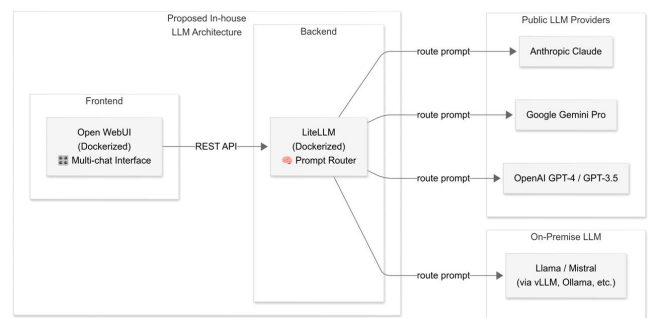 Proposed In-house
LLM Architecture
Frontend
Open WebUI
(Dockerized)
🎛️ Multi-chat Interface
REST API
Backend
LiteLLM
(Dockerized)
🧠 Prompt Router
route prompt
route prompt
route prompt
route prompt
Public LLM Providers
Anthropic Claude
Google Gemini Pro
OpenAI GPT-4 / GPT-3.5
On-Premise LLM
Llama / Mistral
(via vLLM, Ollama, etc.)